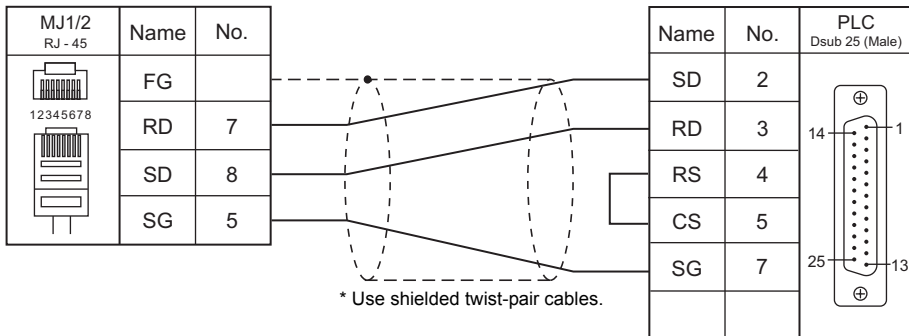 MJ1/2
RJ - 45
Name No.
12345678
FG
RD 7
SD 8
SG 5
* Use shielded twist-pair cables.
Name No.
PLC
Dsub 25 (Male)
SD 2
RD 3
RS 4
CS 5
SG 7
14 1
25 13